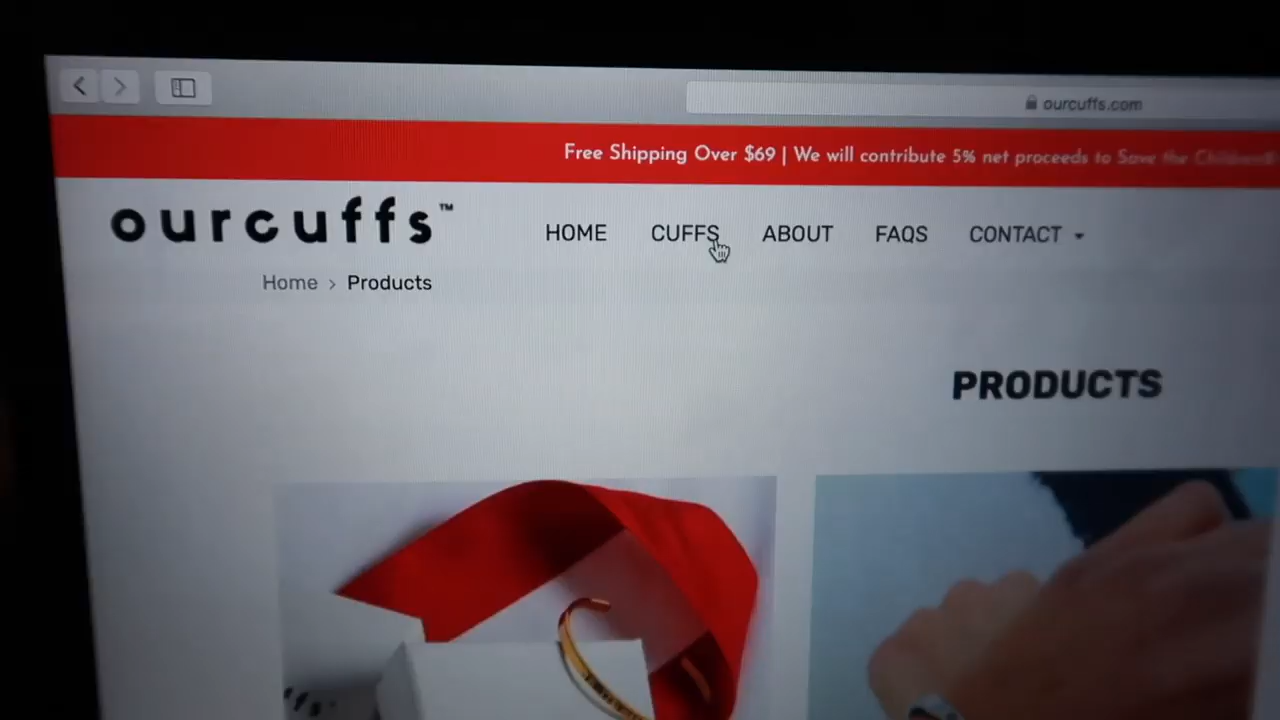 ourcuffs.com
Free Shipping Over $69 | We will contribute 5% net proceeds to Save the Children
ourcuffs™
HOME CUFFS ABOUT FAQS CONTACT
Home > Products
PRODUCTS